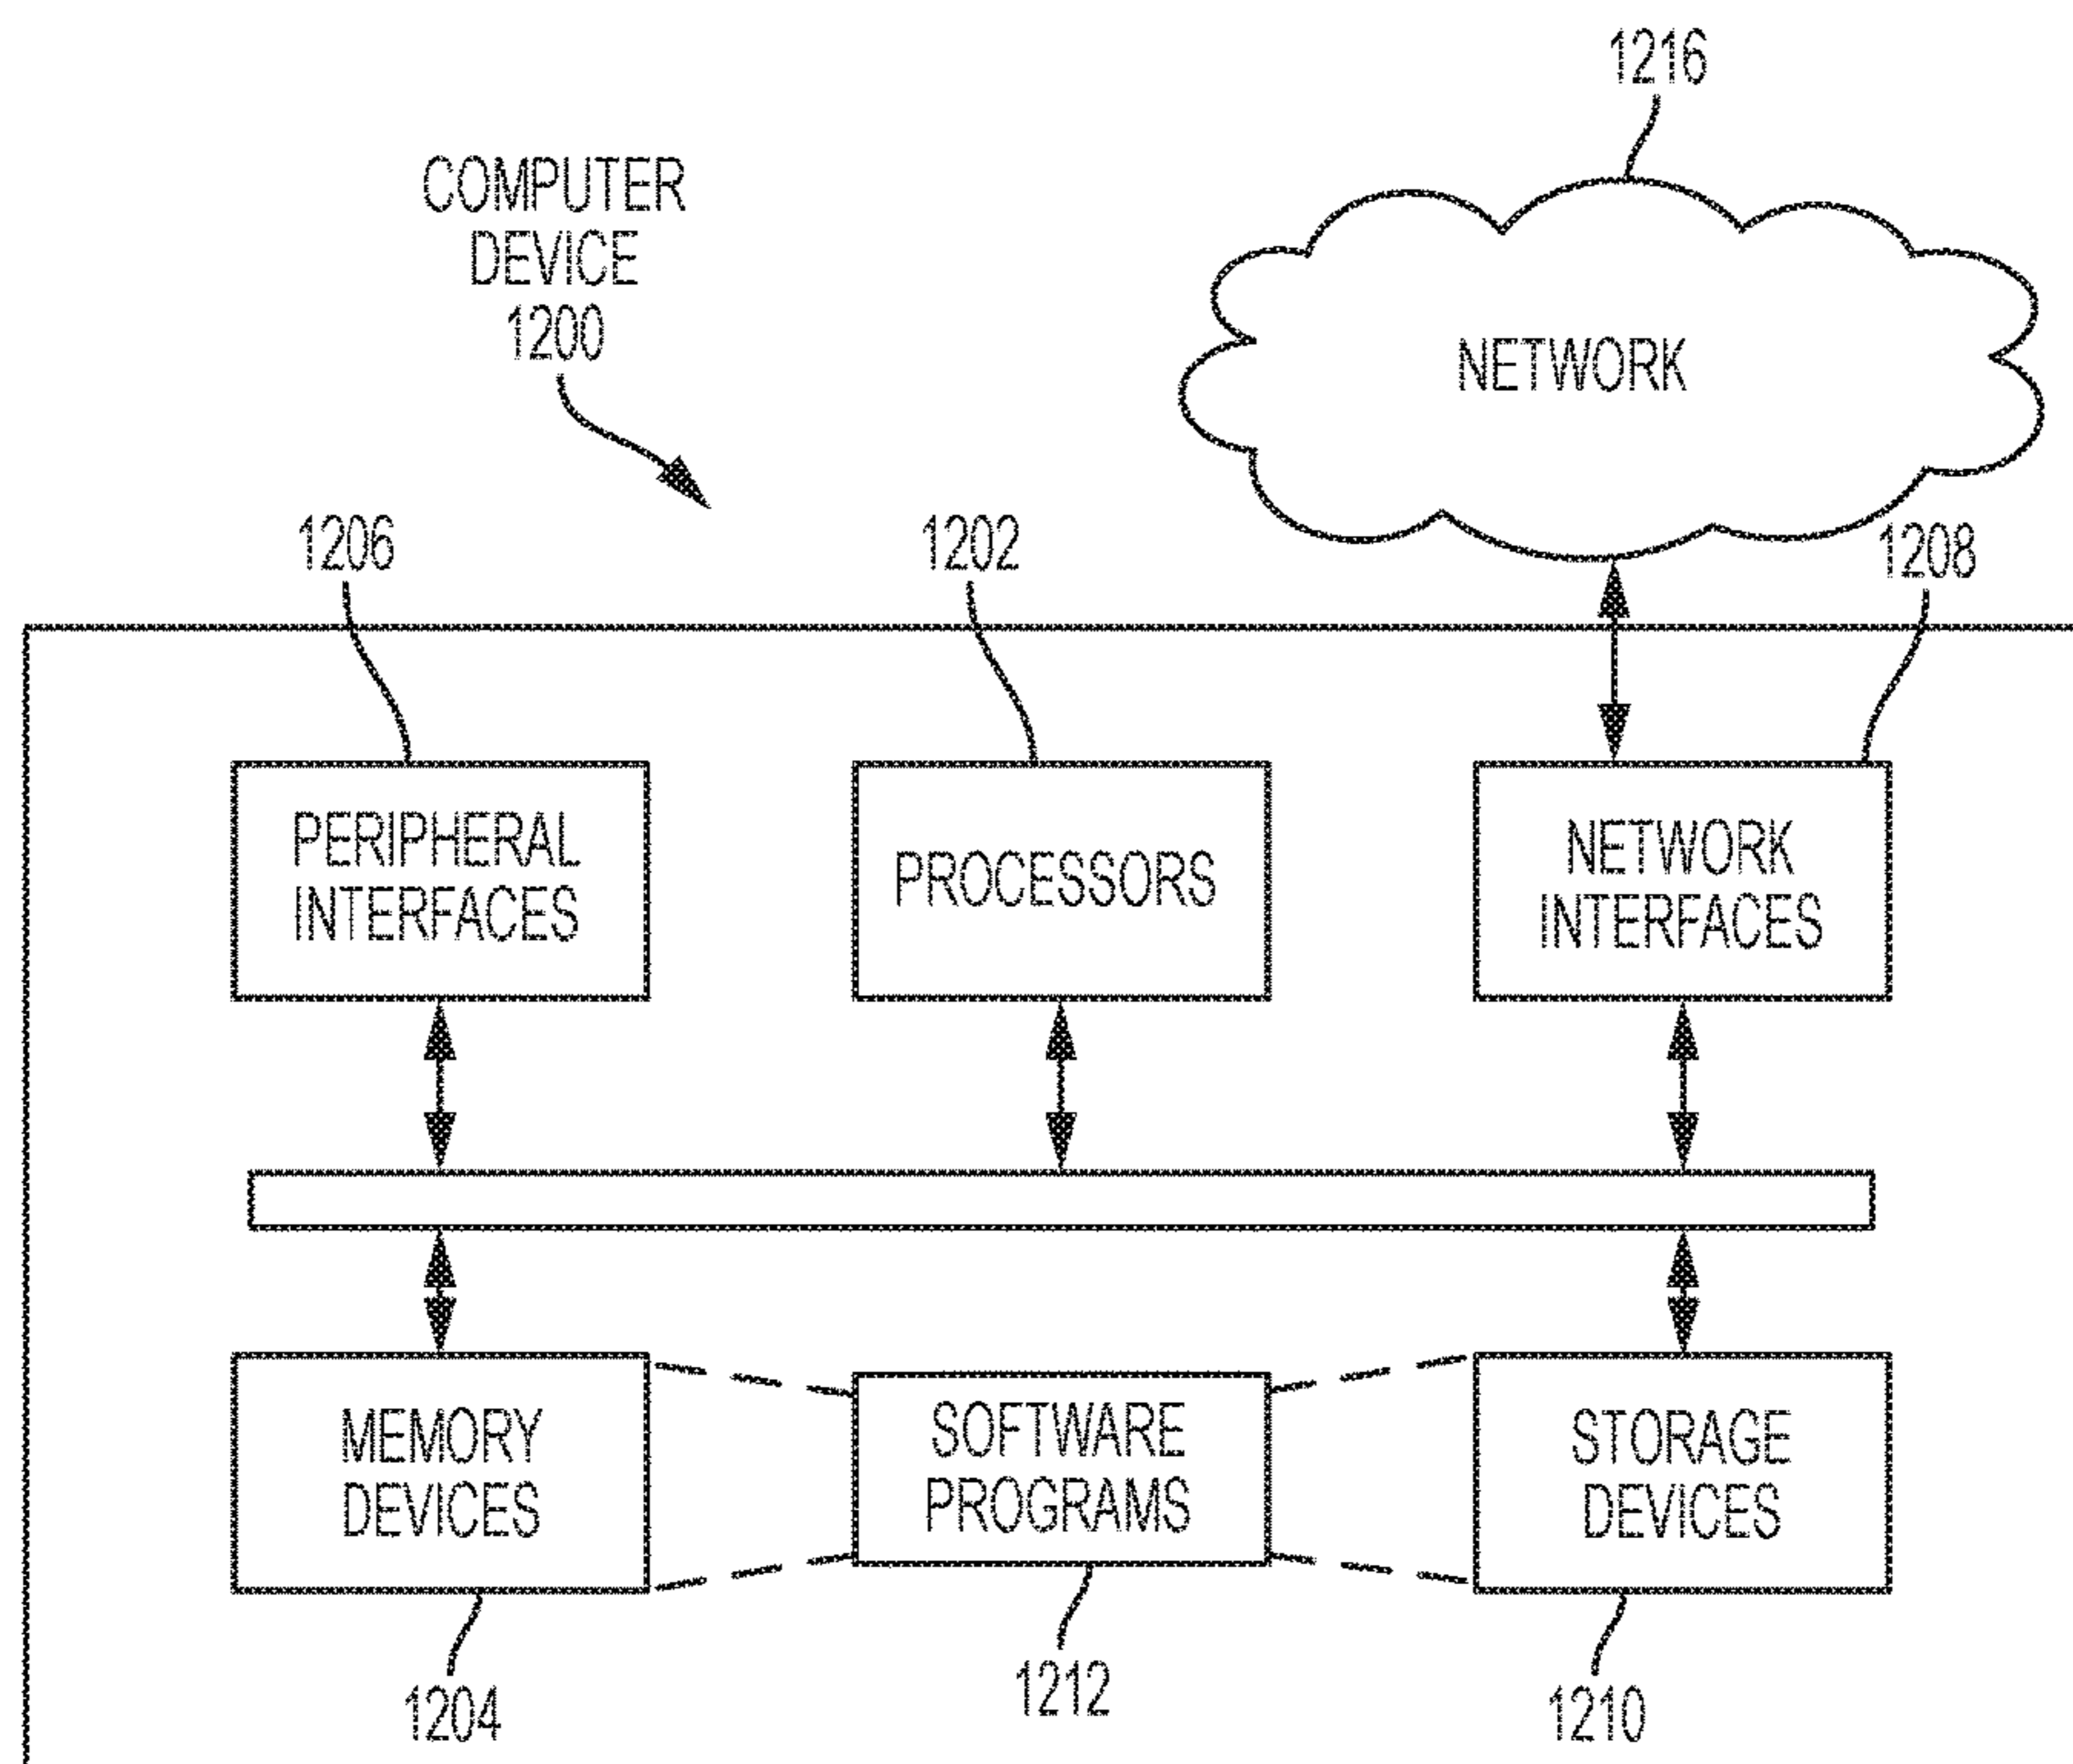 1216
COMPUTER
DEVICE
1200
NETWORK
1206
1202
1208
PERIPHERAL
INTERFACES
PROCESSORS
NETWORK
INTERFACES
MEMORY
DEVICES
SOFTWARE
PROGRAMS
STORAGE
DEVICES
1204
1212
1210